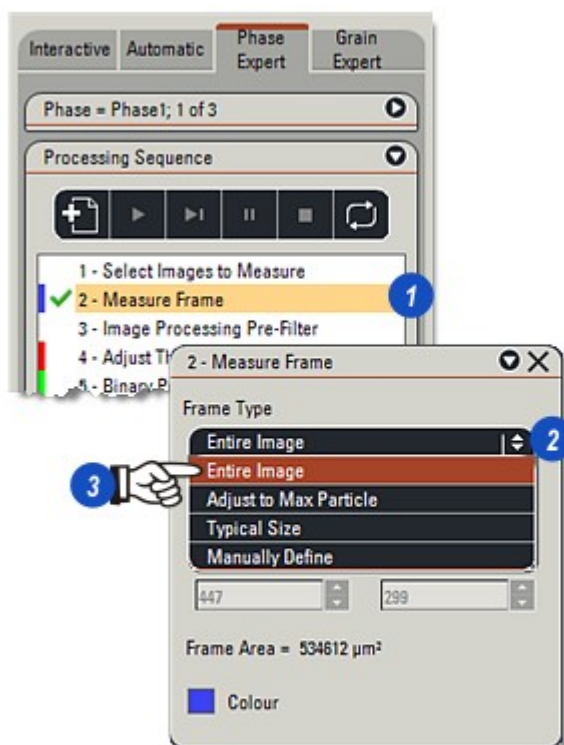 Interactive Automatic Phase Expert Grain Expert
Phase = Phase1; 1 of 3
Processing Sequence
1 - Select Images to Measure
2 - Measure Frame
1
3 - Image Processing Pre-Filter
4 - Adjust Th
5 - Binary P
2 - Measure Frame
Frame Type
Entire Image
2
Entire Image
3
Adjust to Max Particle
Typical Size
Manually Define
447 299
Frame Area = 534612 µm²
Colour